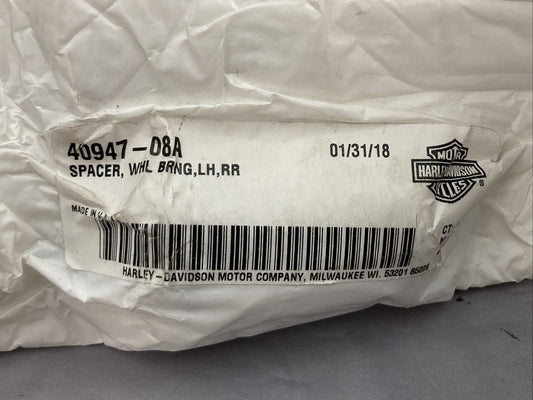 40947-08A 01/31/18
SPACER, WHL BRNG,LH,RR
MOTOR
HARLEY-DAVIDSON
CYCLES ®
MADE IN
HARLEY-DAVIDSON MOTOR COMPANY, MILWAUKEE WI. 53201